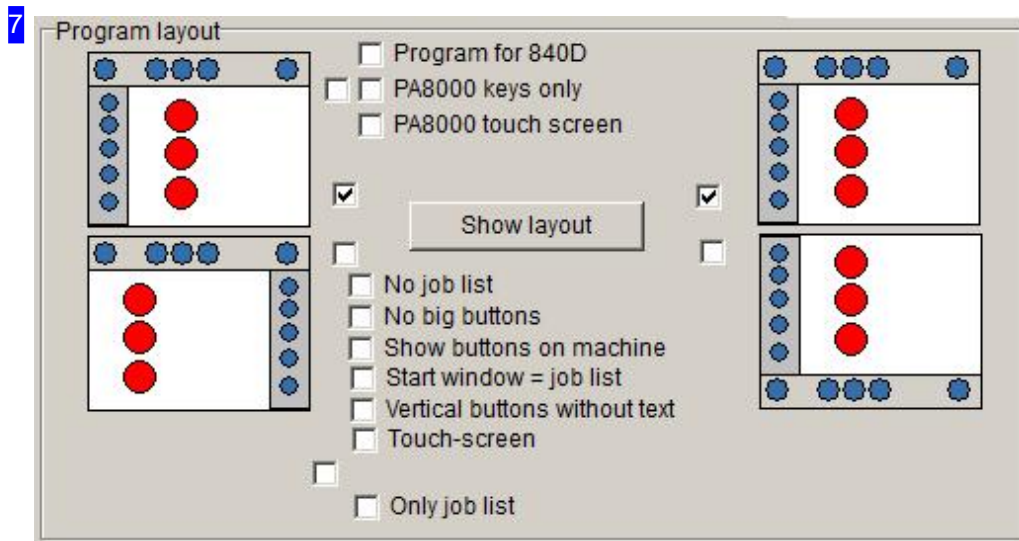 7
Program layout
Program for 840D
PA8000 keys only
PA8000 touch screen
Show layout
No job list
No big buttons
Show buttons on machine
Start window = job list
Vertical buttons without text
Touch-screen
Only job list